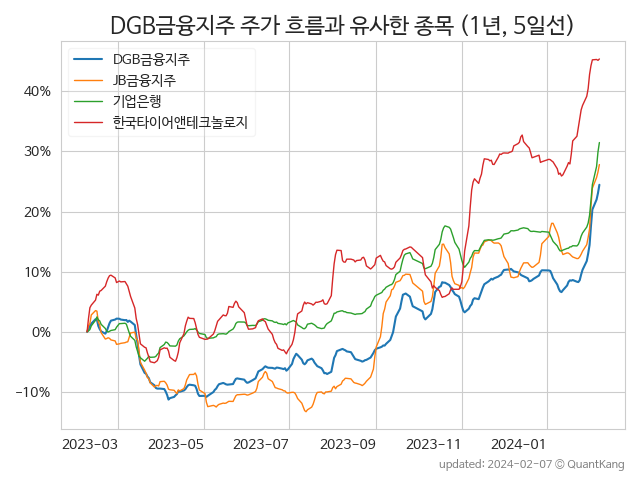 DGB금융지주 주가 흐름과 유사한 종목 (1년, 5일선)
DGB금융지주
JB금융지주
기업은행
한국타이어앤테크놀로지
40%
30%
20%
10%
0%
−10%
2023-03 2023-05 2023-07 2023-09 2023-11 2024-01
updated: 2024-02-07 © QuantKang